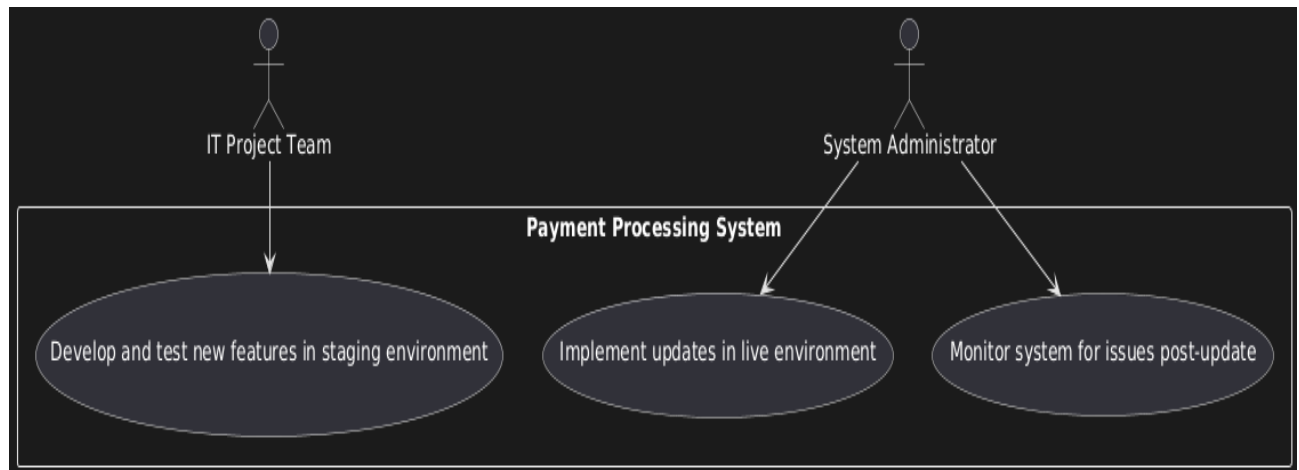 IT Project Team
System Administrator
Payment Processing System
Develop and test new features in staging environment
Implement updates in live environment
Monitor system for issues post-update